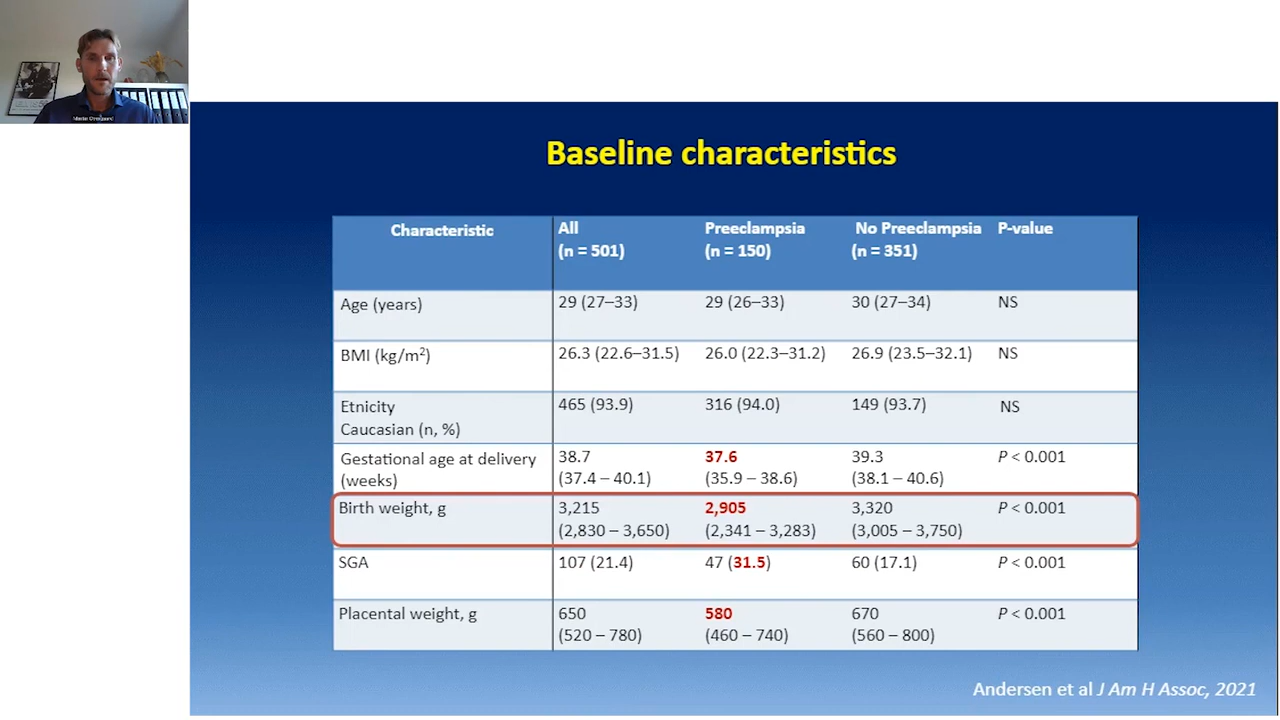 Baseline characteristics
Characteristic
All
(n = 501)
Preeclampsia
(n = 150)
No Preeclampsia
(n = 351)
P-value
Age (years) 29 (27–33) 29 (26–33) 30 (27–34) NS
BMI (kg/m²) 26.3 (22.6–31.5) 26.0 (22.3–31.2) 26.9 (23.5–32.1) NS
Etnicity 465 (93.9) 316 (94.0) 149 (93.7) NS
Caucasian (n, %)
Gestational age at delivery 38.7 37.6 39.3 P < 0.001
(weeks) (37.4 – 40.1) (35.9 – 38.6) (38.1 – 40.6)
Birth weight, g 3,215 2,905 3,320 P < 0.001
(2,830 – 3,650) (2,341 – 3,283) (3,005 – 3,750)
SGA 107 (21.4) 47 (31.5) 60 (17.1) P < 0.001
Placental weight, g 650 580 670 P < 0.001
(520 – 780) (460 – 740) (560 – 800)
Andersen et al J Am H Assoc, 2021